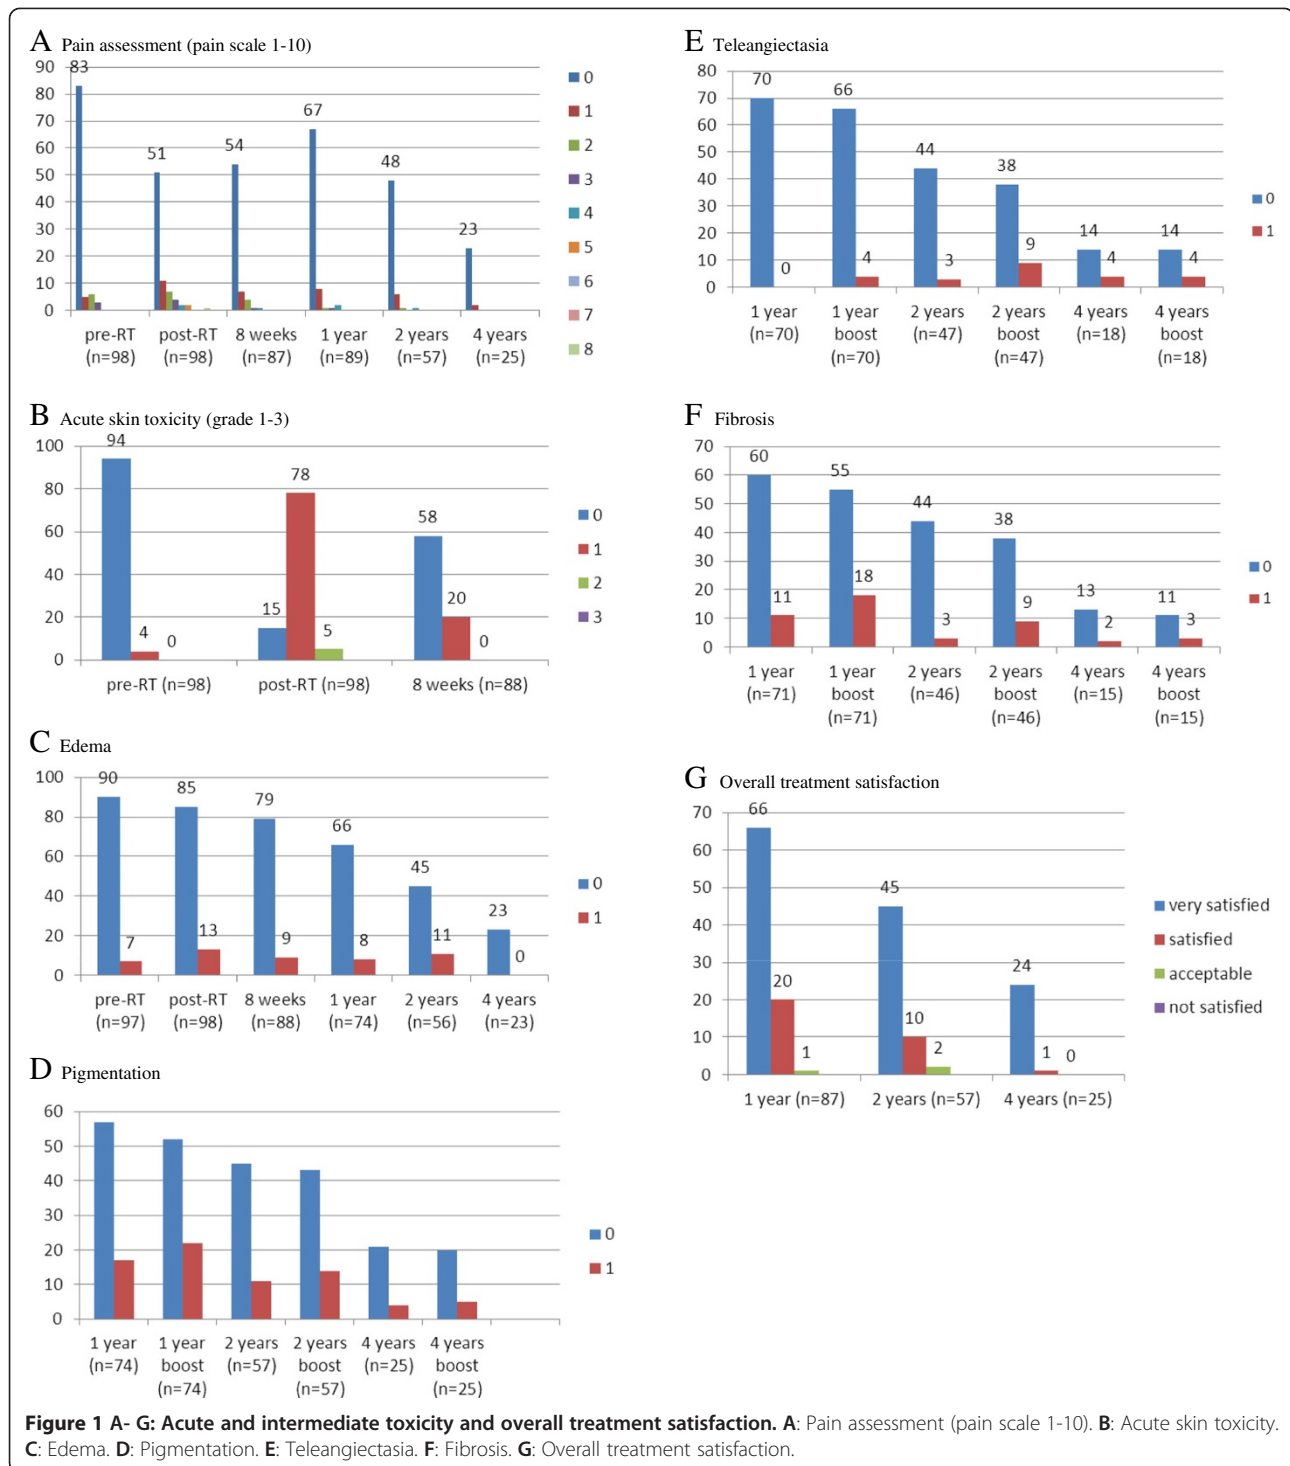 A Pain assessment (pain scale 1-10)
90
80
70
60
50
40
30
20
10
0
83
51
54
67
48
23
pre-RT
(n=98)
post-RT
(n=98)
8 weeks
(n=87)
1 year
(n=89)
2 years
(n=57)
4 years
(n=25)
0
1
2
3
4
5
6
7
8
B Acute skin toxicity (grade 1-3)
100
80
60
40
20
0
94
4
0
15
78
5
58
20
0
pre-RT (n=98)
post-RT (n=98)
8 weeks (n=88)
0
1
2
3
C Edema
100
80
60
40
20
0
90
7
85
13
79
9
66
8
45
11
23
0
pre-RT
(n=97)
post-RT
(n=98)
8 weeks
(n=88)
1 year
(n=74)
2 years
(n=56)
4 years
(n=23)
0
1
D Pigmentation
60
50
40
30
20
10
0
1 year
(n=74)
1 year
boost
(n=74)
2 years
(n=57)
2 years
boost
(n=57)
4 years
(n=25)
4 years
boost
(n=25)
0
1
E Teleangiectasia
80
70
60
50
40
30
20
10
0
70
0
66
4
44
3
38
9
14
4
14
4
1 year
(n=70)
1 year
boost
(n=70)
2 years
(n=47)
2 years
boost
(n=47)
4 years
(n=18)
4 years
boost
(n=18)
0
1
F Fibrosis
70
60
50
40
30
20
10
0
60
11
55
18
44
3
38
9
13
2
11
3
1 year
(n=71)
1 year
boost
(n=71)
2 years
(n=46)
2 years
boost
(n=46)
4 years
(n=15)
4 years
boost
(n=15)
0
1
G Overall treatment satisfaction
70
60
50
40
30
20
10
0
66
20
1
45
10
2
24
1
0
1 year (n=87)
2 years (n=57)
4 years (n=25)
very satisfied
satisfied
acceptable
not satisfied
Figure 1 A- G: Acute and intermediate toxicity and overall treatment satisfaction. A: Pain assessment (pain scale 1-10). B: Acute skin toxicity.
C: Edema. D: Pigmentation. E: Teleangiectasia. F: Fibrosis. G: Overall treatment satisfaction.